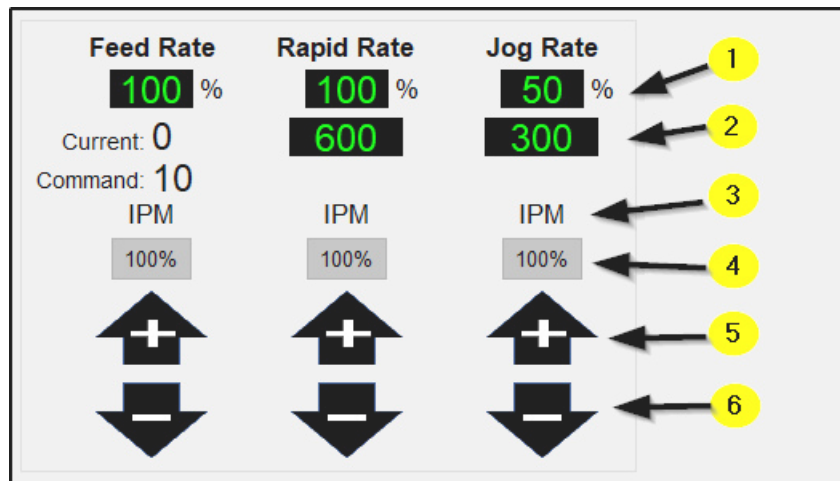 Feed Rate Rapid Rate Jog Rate 1
100 % 100 % 50 %
Current: 0 600 300 2
Command: 10
IPM IPM IPM 3
100% 100% 100% 4
+ + + 5
− − − 6